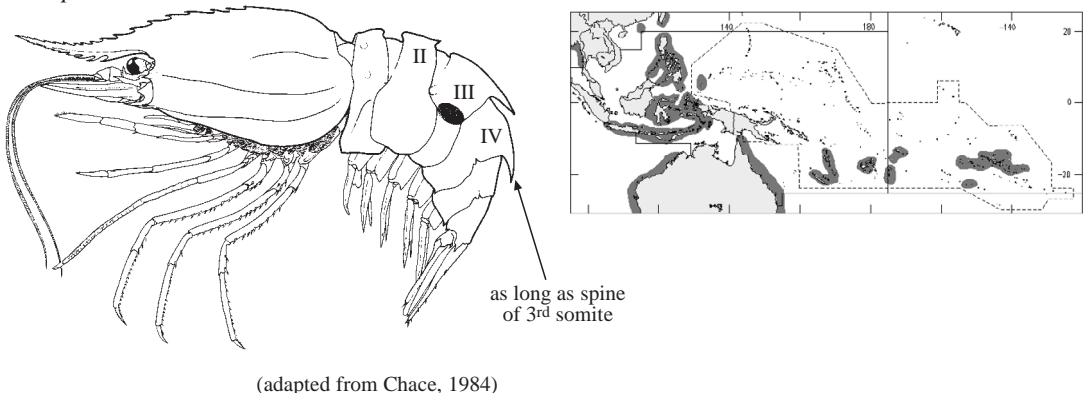 II
III
IV
as long as spine
of 3rd somite
(adapted from Chace, 1984)
140 180 -140
20
0
-20